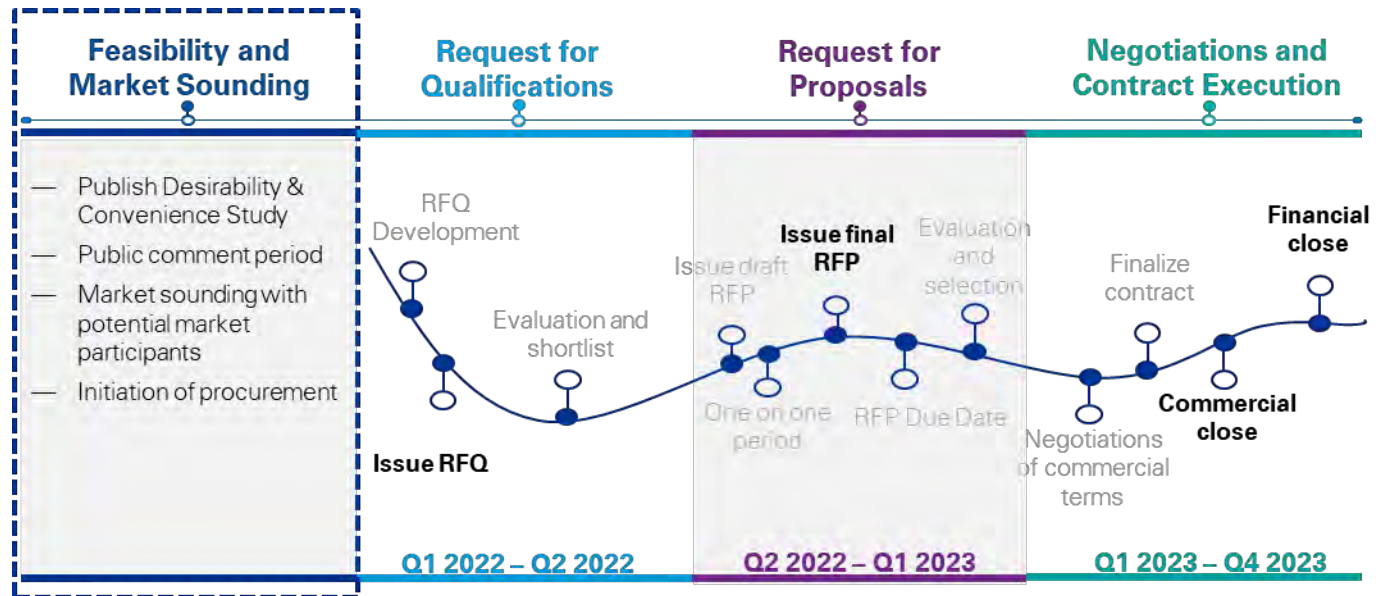 Feasibility and
Market Sounding
— Publish Desirability &
Convenience Study
— Public comment period
— Market sounding with
potential market
participants
— Initiation of procurement
Request for
Qualifications
RFQ
Development
Issue RFQ
Evaluation and
shortlist
Q1 2022 – Q2 2022
Request for
Proposals
Issue draft
RFP
One on one
period
Issue final
RFP
RFP Due Date
Evaluation
and
selection
Q2 2022 – Q1 2023
Negotiations and
Contract Execution
Negotiations
of commercial
terms
Finalize
contract
Commercial
close
Financial
close
Q1 2023 – Q4 2023